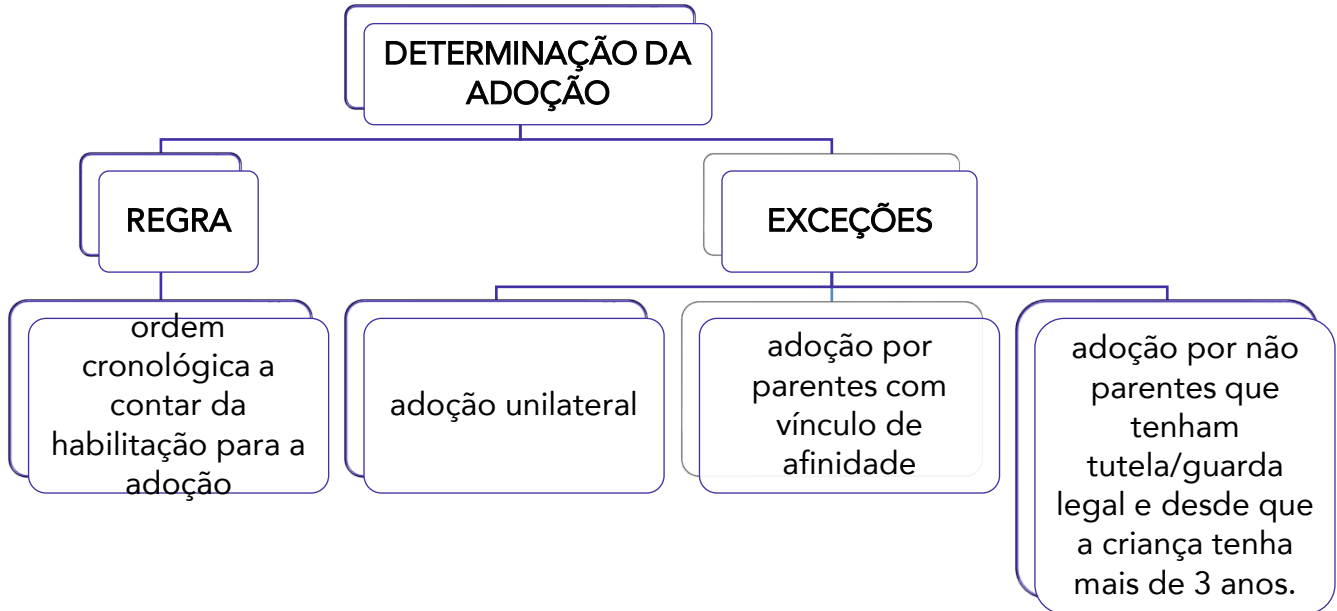 DETERMINAÇÃO DA
ADOÇÃO
REGRA
EXCEÇÕES
ordem
cronológica a
contar da
habilitação para a
adoção
adoção unilateral
adoção por
parentes com
vínculo de
afinidade
adoção por não
parentes que
tenham
tutela/guarda
legal e desde que
a criança tenha
mais de 3 anos.